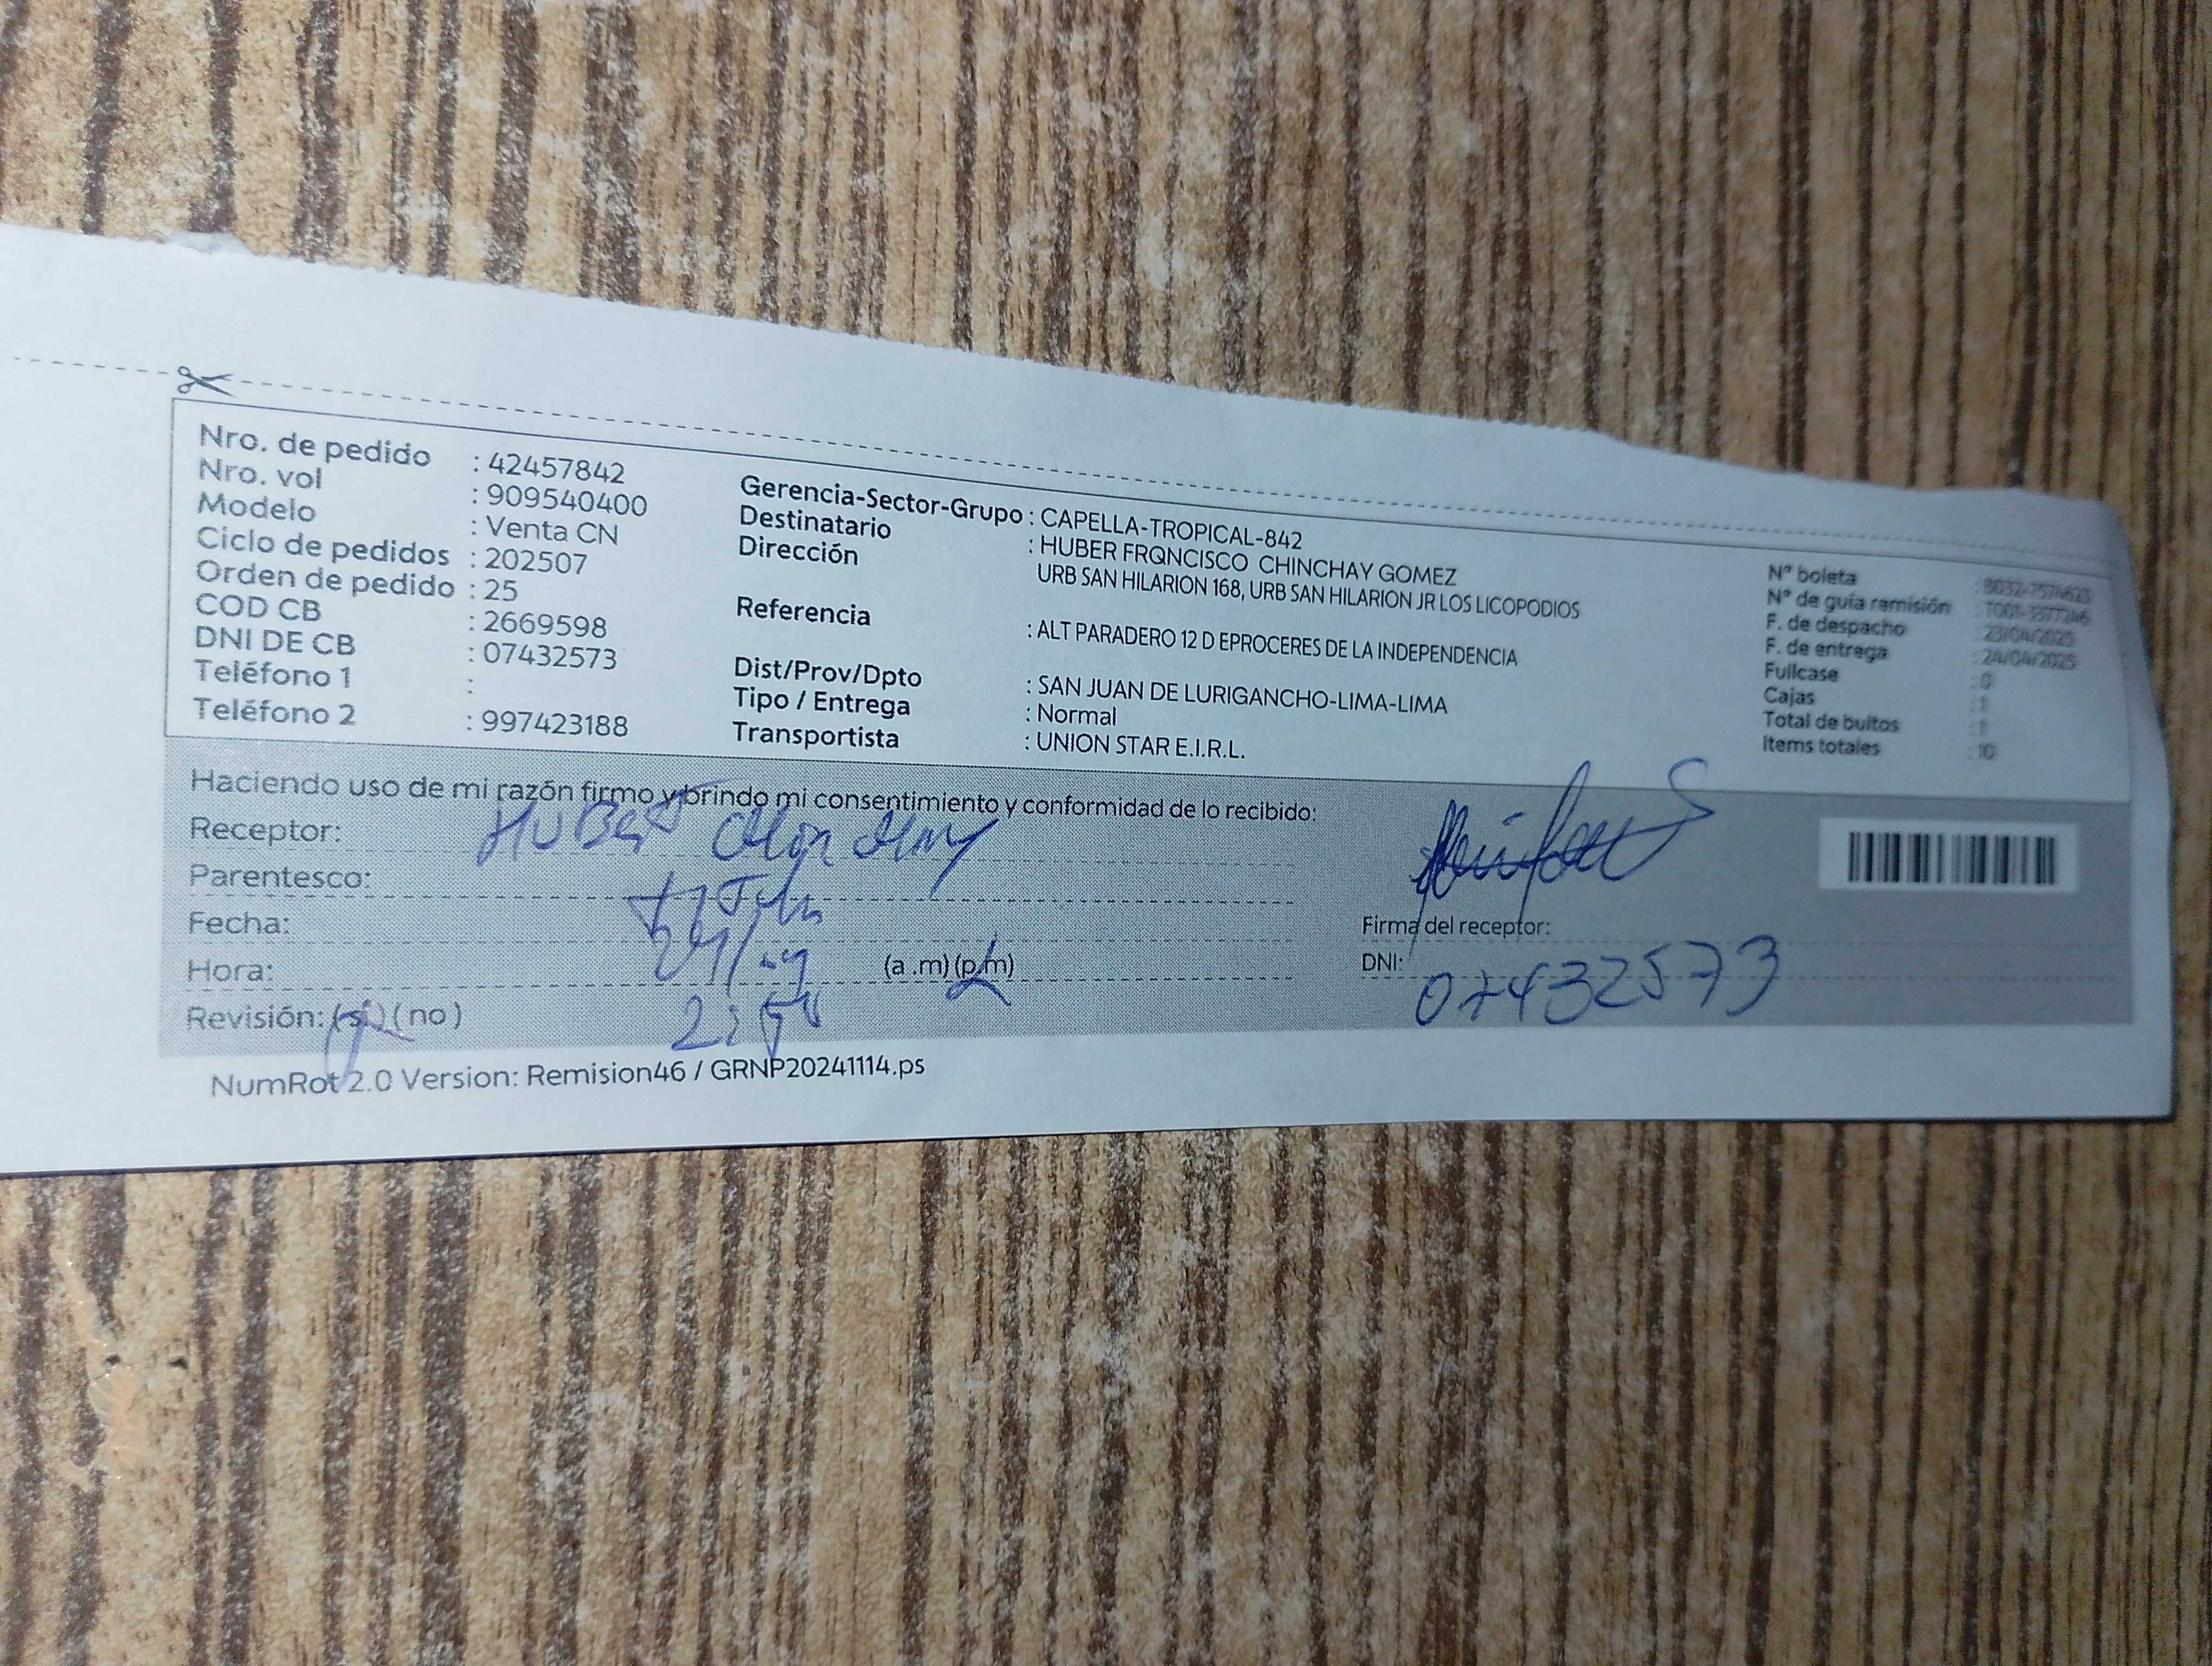 Nro. de pedido : 42457842
Nro. vol : 909540400
Modelo : Venta CN
Ciclo de pedidos : 202507
Orden de pedido : 25
COD CB : 2669598
DNI DE CB : 07432573
Teléfono 1 :
Teléfono 2 : 997423188
Gerencia-Sector-Grupo : CAPELLA-TROPICAL-842
Destinatario : HUBER FRQNCISCO CHINCHAY GOMEZ
Dirección URB SAN HILARION 168, URB SAN HILARION JR LOS LICOPODIOS
Referencia : ALT PARADERO 12 D EPROCERES DE LA INDEPENDENCIA
Dist/Prov/Dpto : SAN JUAN DE LURIGANCHO-LIMA-LIMA
Tipo / Entrega : Normal
Transportista : UNION STAR E.I.R.L.
N° boleta
N° de guía remisión
F. de despacho : 23/04/2025
F. de entrega : 24/04/2025
Fullcase : 0
Cajas : 1
Total de bultos : 1
Items totales : 10
Haciendo uso de mi razón firmo y brindo mi consentimiento y conformidad de lo recibido:
Receptor:
Parentesco:
Fecha:
Hora: (a .m) (p.m)
Revisión: (si) (no)
Firma del receptor:
DNI: 07432573
NumRot 2.0 Version: Remision46 / GRNP20241114.ps